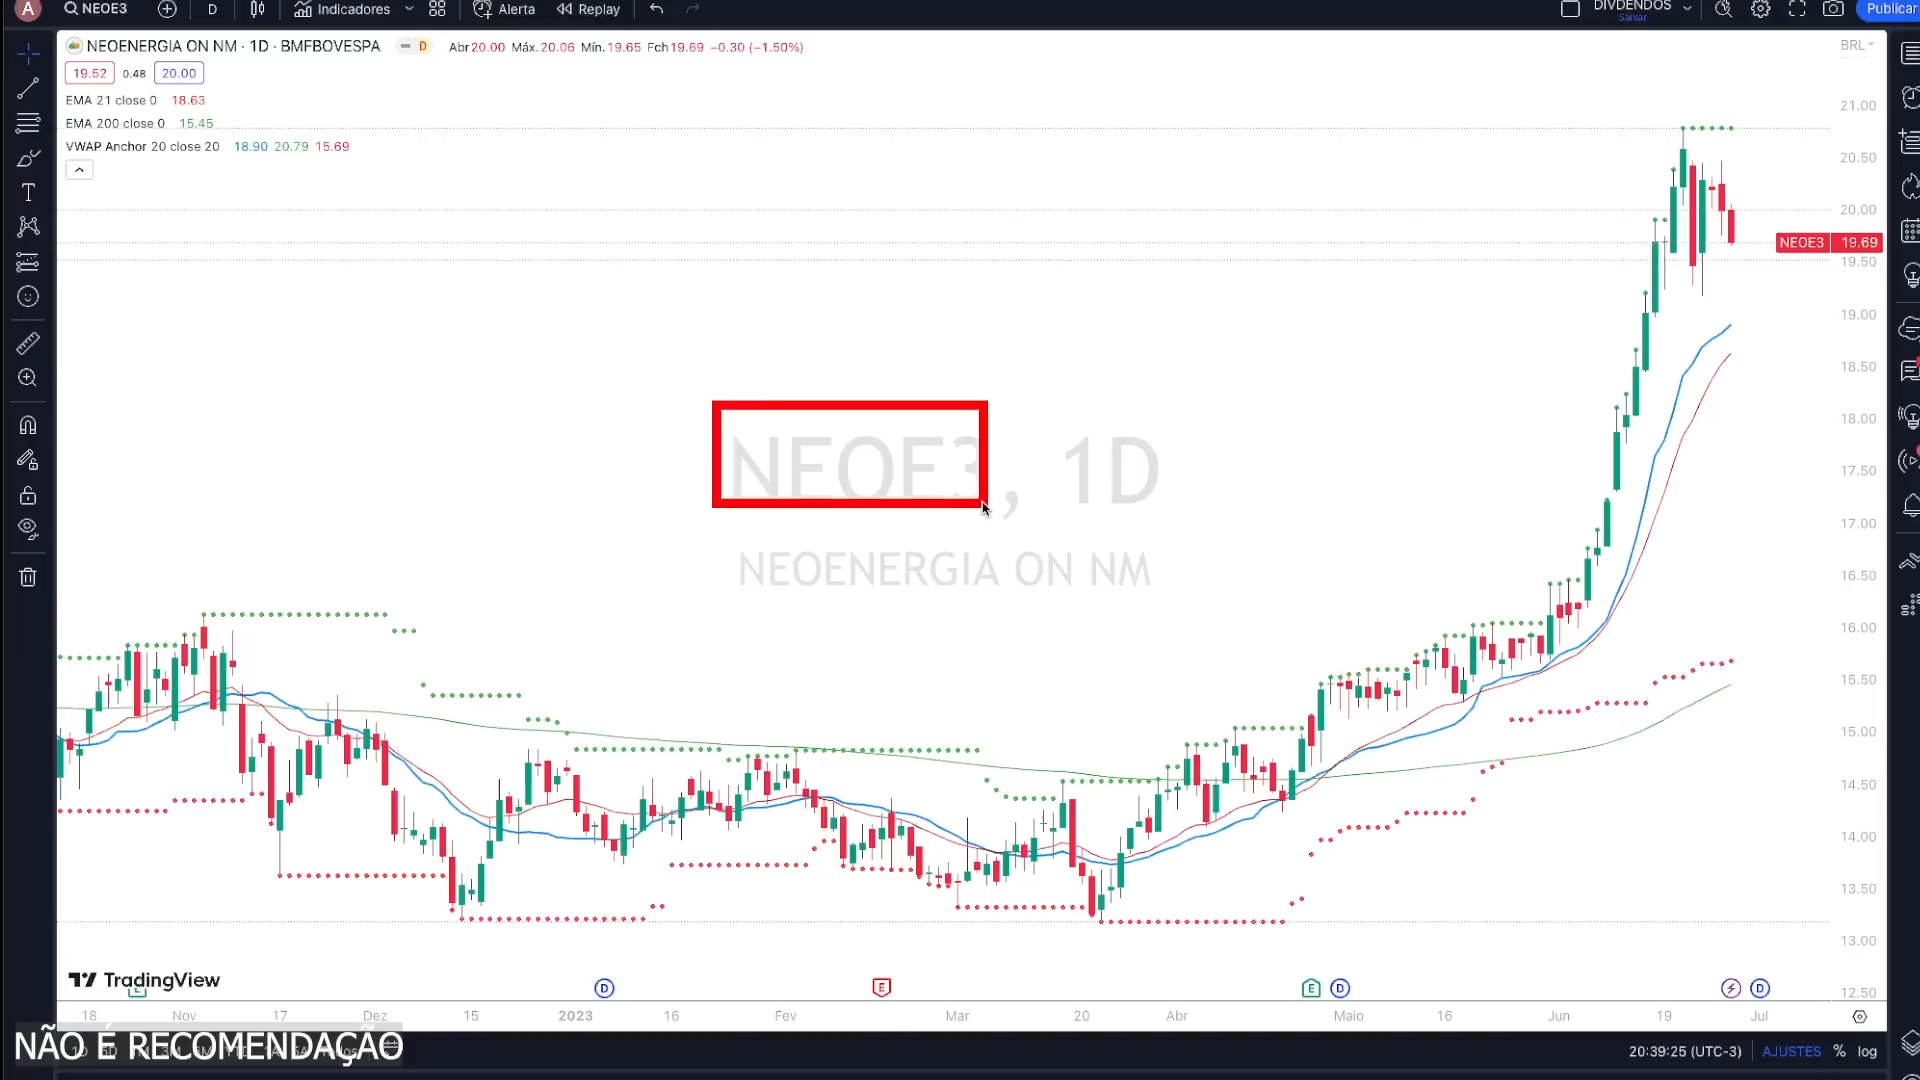 A NEOE3 D Indicadores Alerta Replay DIVDENDOS Salvar Publicar
NEOENERGIA ON NM · 1D · BMFBOVESPA D Abr20.00 Máx.20.06 Mín.19.65 Fch19.69 −0.30 (−1.50%) BRL
19.52 0.48 20.00
EMA 21 close 0 18.63
EMA 200 close 0 15.45
VWAP Anchor 20 close 20 18.90 20.79 15.69
21.00
20.50
20.00
NEOE3 19.69
19.50
19.00
18.50
18.00
NEOE3, 1D
17.50
17.00
NEOENERGIA ON NM
16.50
16.00
15.50
15.00
14.50
14.00
13.50
13.00
TradingView
E D E E D D
12.50
18 Nov 17 Dez 15 2023 16 Fev Mar 20 Abr Maio 16 Jun 19 Jul
NÃO É RECOMENDAÇÃO
20:39:25 (UTC-3) AJUSTES % log